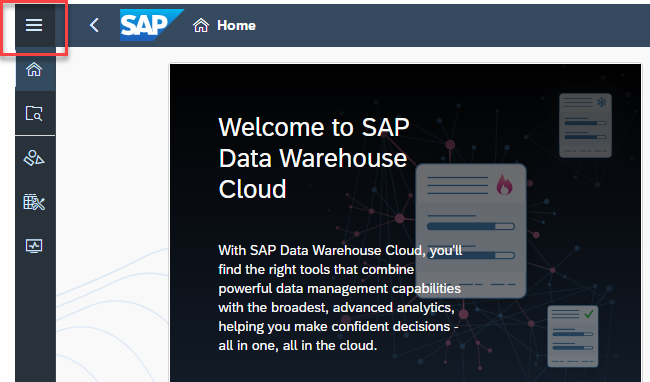 SAP
Home
Welcome to SAP
Data Warehouse
Cloud
With SAP Data Warehouse Cloud, you'll
find the right tools that combine
powerful data management capabilities
with the broadest, advanced analytics,
helping you make confident decisions -
all in one, all in the cloud.